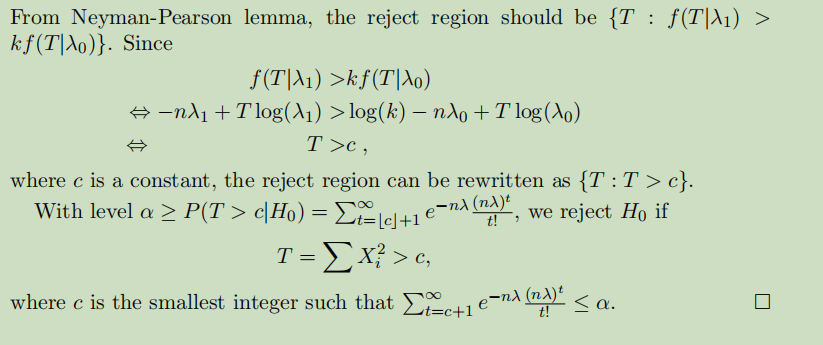 From Neyman-Pearson lemma, the reject region should be {T : f(T|λ₁) >
kf(T|λ₀)}. Since
f(T|λ₁) >kf(T|λ₀)
⇔ −nλ₁ + T log(λ₁) >log(k) − nλ₀ + T log(λ₀)
⇔ T >c ,
where c is a constant, the reject region can be rewritten as {T : T > c}.
With level α ≥ P(T > c|H₀) = ∑_{t=⌊c⌋+1}^{∞} e^{−nλ} \frac{(nλ)^t}{t!}, we reject H₀ if
T = ∑ X_i^2 > c,
where c is the smallest integer such that ∑_{t=c+1}^{∞} e^{−nλ} \frac{(nλ)^t}{t!} ≤ α. □